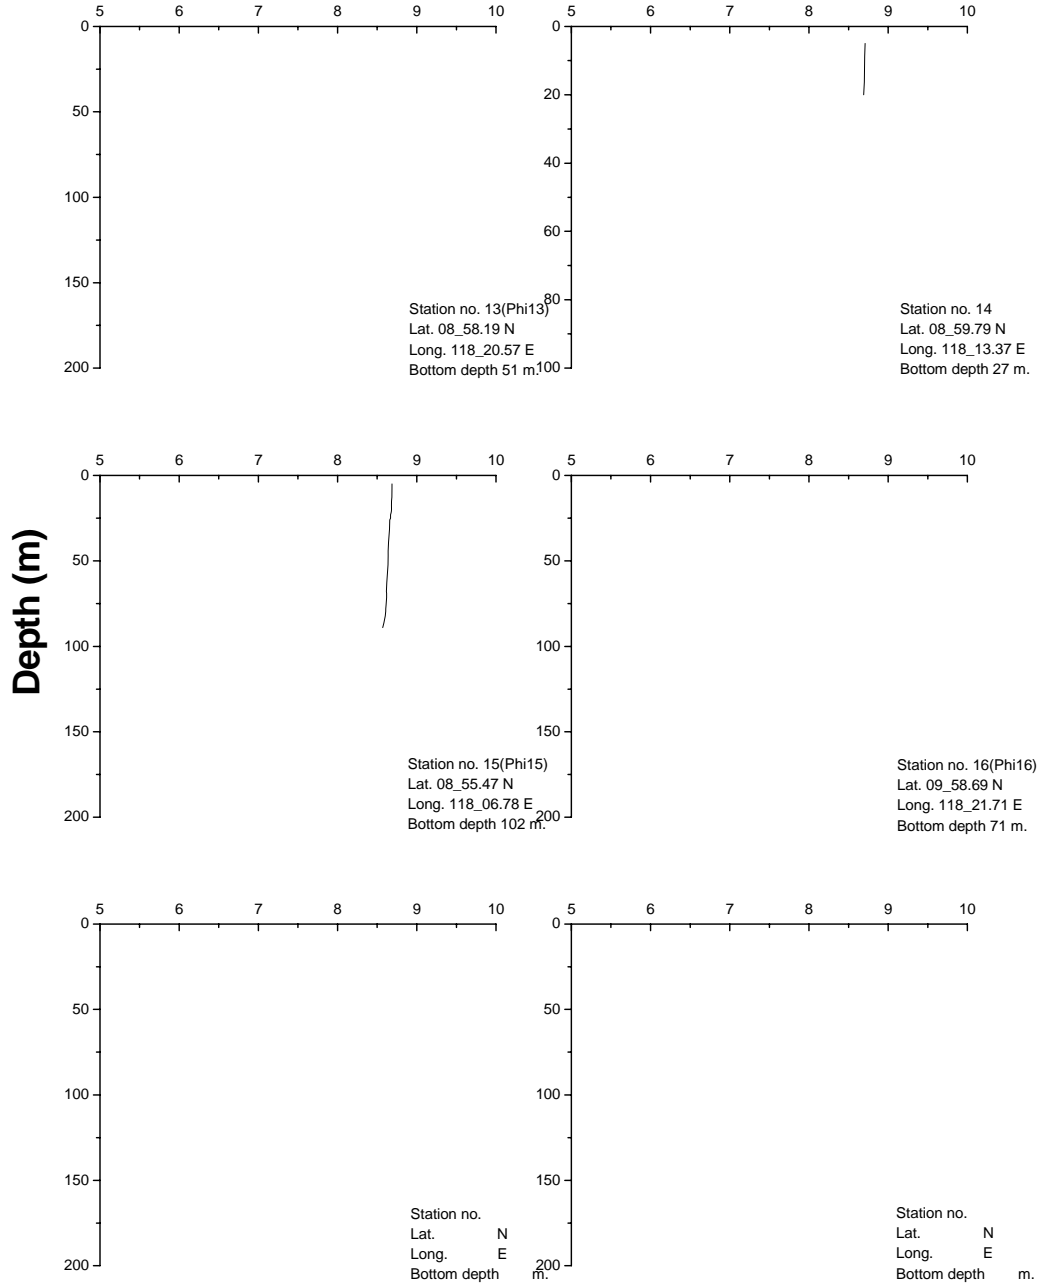 5 6 7 8 9 10
0
50
100
150
200
Station no. 13(Phi13)
Lat. 08_58.19 N
Long. 118_20.57 E
Bottom depth 51 m.
5 6 7 8 9 10
0
20
40
60
80
100
Station no. 14
Lat. 08_59.79 N
Long. 118_13.37 E
Bottom depth 27 m.
Depth (m)
5 6 7 8 9 10
0
50
100
150
200
Station no. 15(Phi15)
Lat. 08_55.47 N
Long. 118_06.78 E
Bottom depth 102 m.
5 6 7 8 9 10
0
50
100
150
200
Station no. 16(Phi16)
Lat. 09_58.69 N
Long. 118_21.71 E
Bottom depth 71 m.
5 6 7 8 9 10
0
50
100
150
200
Station no.
Lat. N
Long. E
Bottom depth m.
5 6 7 8 9 10
0
50
100
150
200
Station no.
Lat. N
Long. E
Bottom depth m.